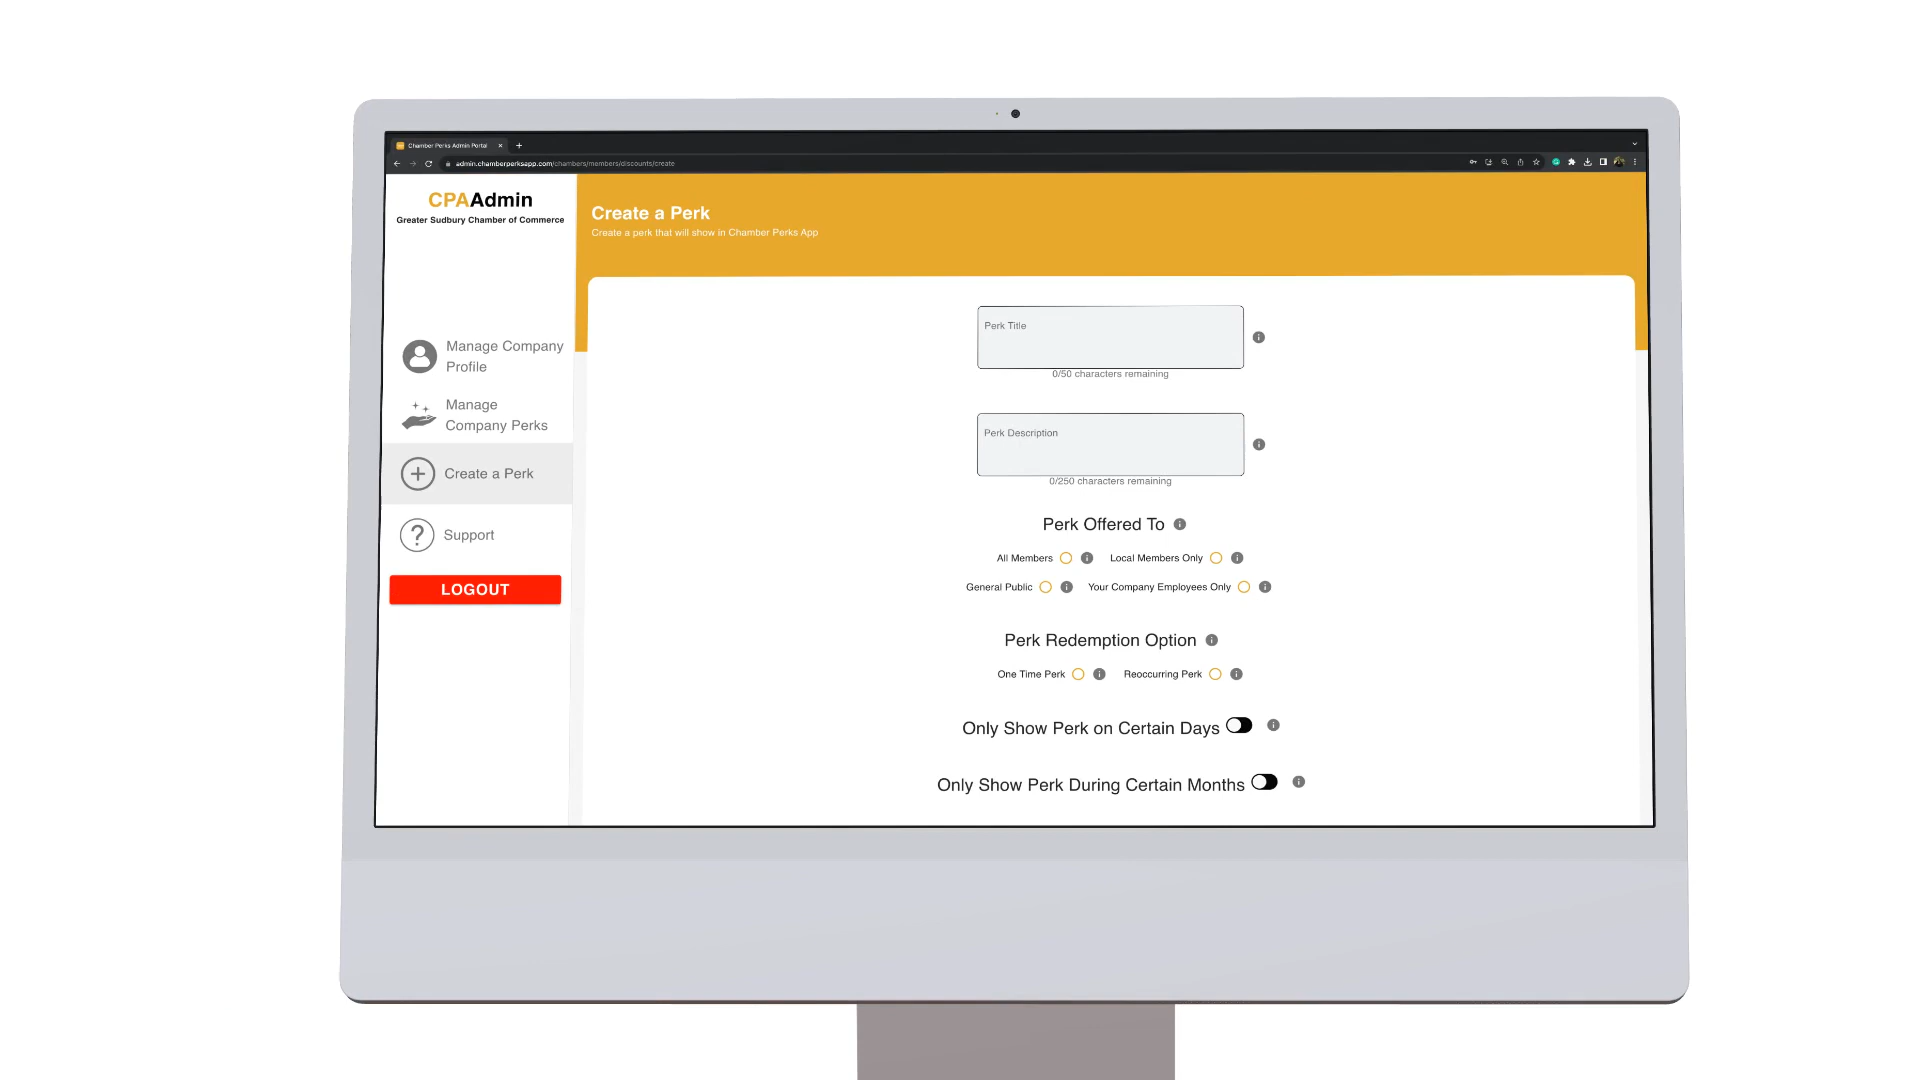 Chamber Perks Admin Portal
admin.chamberperksapp.com/chambers/members/discounts/create
CPAAdmin
Greater Sudbury Chamber of Commerce
Manage Company
Profile
Manage
Company Perks
Create a Perk
Support
LOGOUT
Create a Perk
Create a perk that will show in Chamber Perks App
Perk Title
0/50 characters remaining
Perk Description
0/250 characters remaining
Perk Offered To
All Members
Local Members Only
General Public
Your Company Employees Only
Perk Redemption Option
One Time Perk
Reoccurring Perk
Only Show Perk on Certain Days
Only Show Perk During Certain Months